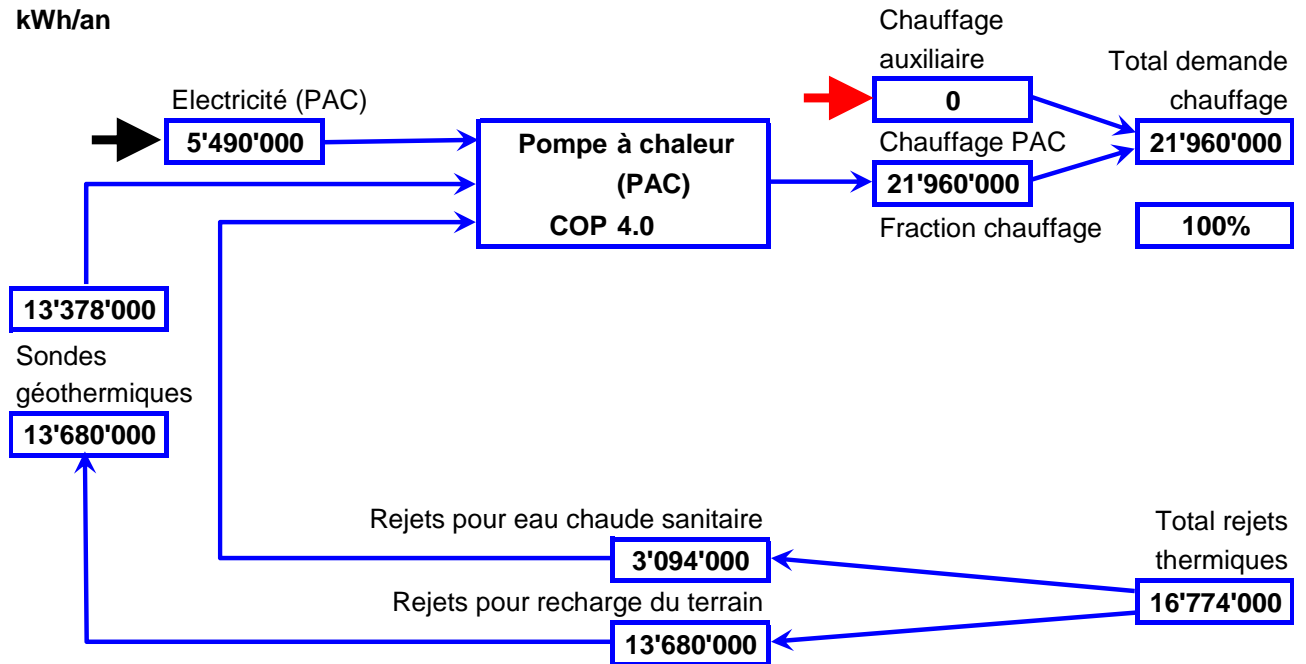 kWh/an
Chauffage
auxiliaire
0
Total demande
chauffage
21'960'000
Electricité (PAC)
5'490'000
Pompe à chaleur
(PAC)
COP 4.0
Chauffage PAC
21'960'000
Fraction chauffage
100%
13'378'000
Sondes
géothermiques
13'680'000
Rejets pour eau chaude sanitaire
3'094'000
Total rejets
thermiques
16'774'000
Rejets pour recharge du terrain
13'680'000